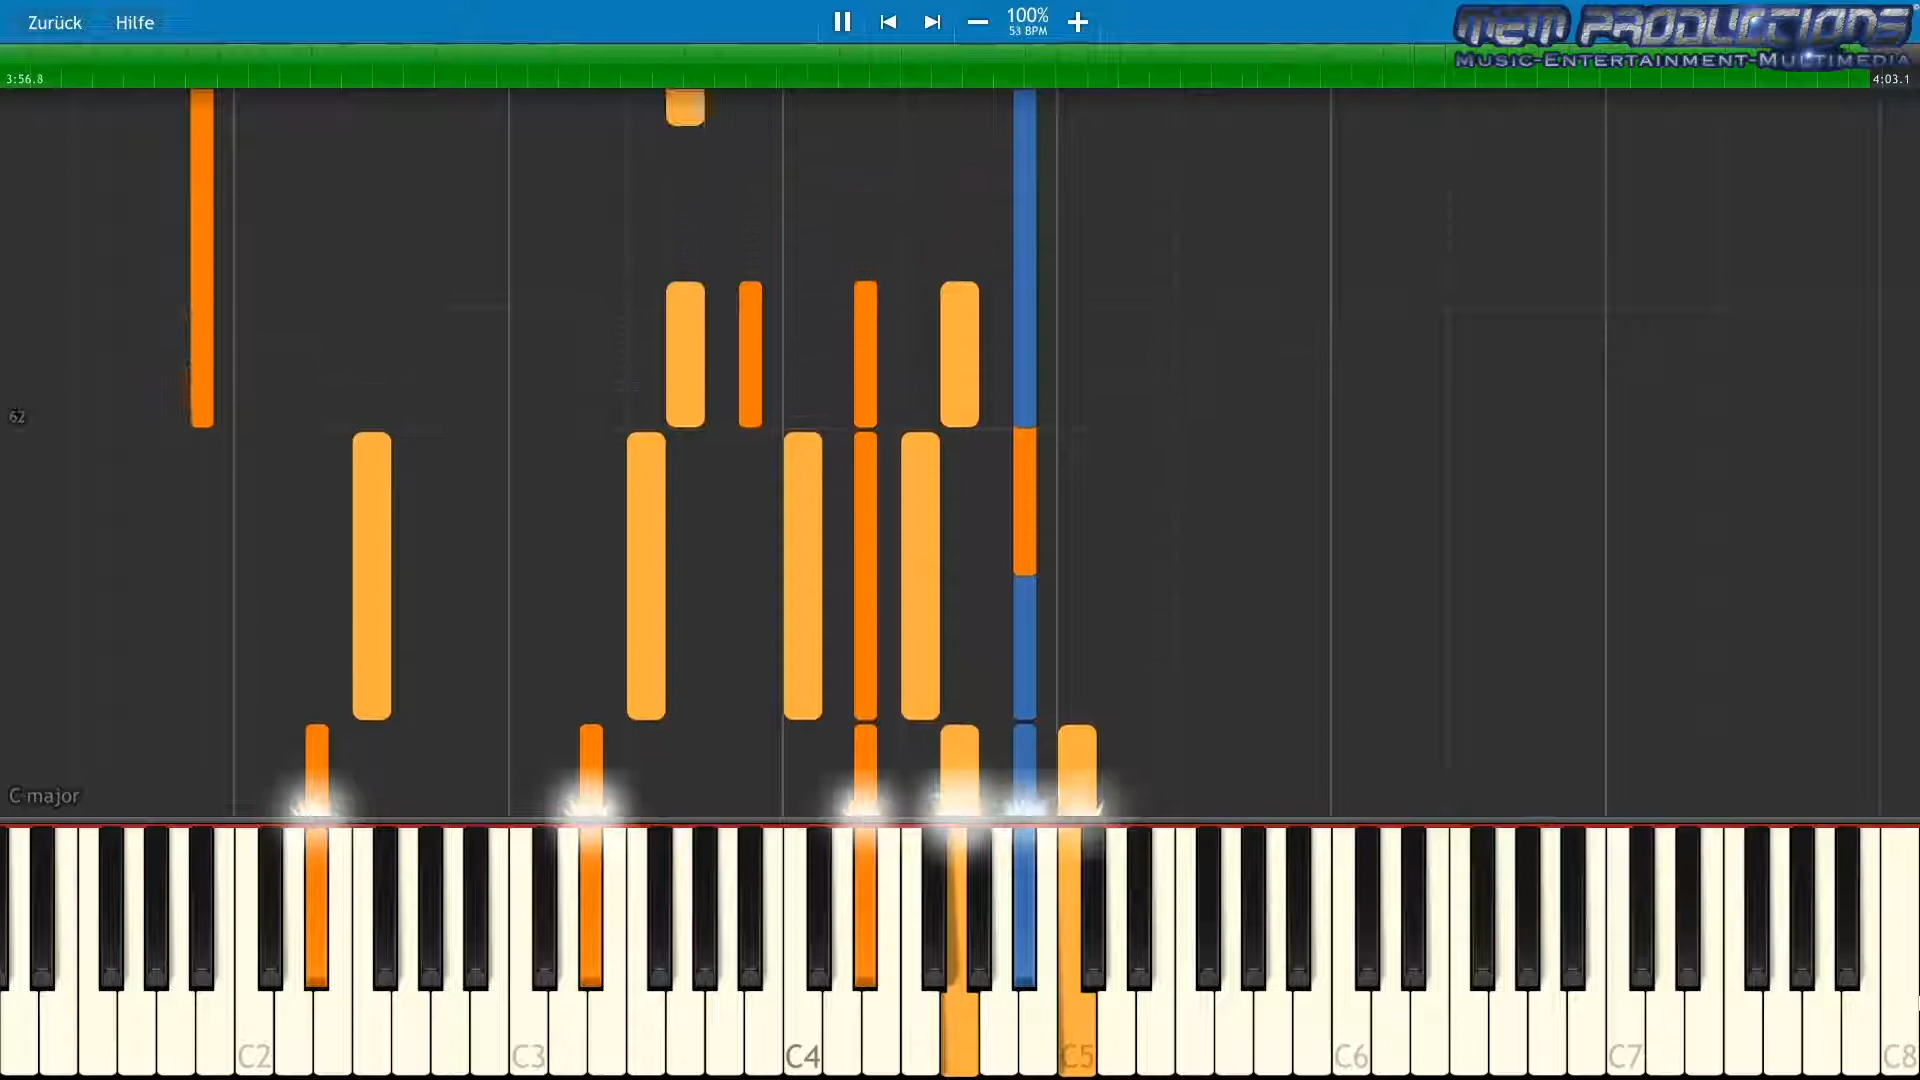 Zurück
Hilfe
100%
53 BPM
MEM PRODUCTIONS
MUSIC-ENTERTAINMENT-MULTIMEDIA
3:56.8
4:03.1
62
C major
C2
C3
C4
C5
C6
C7
C8